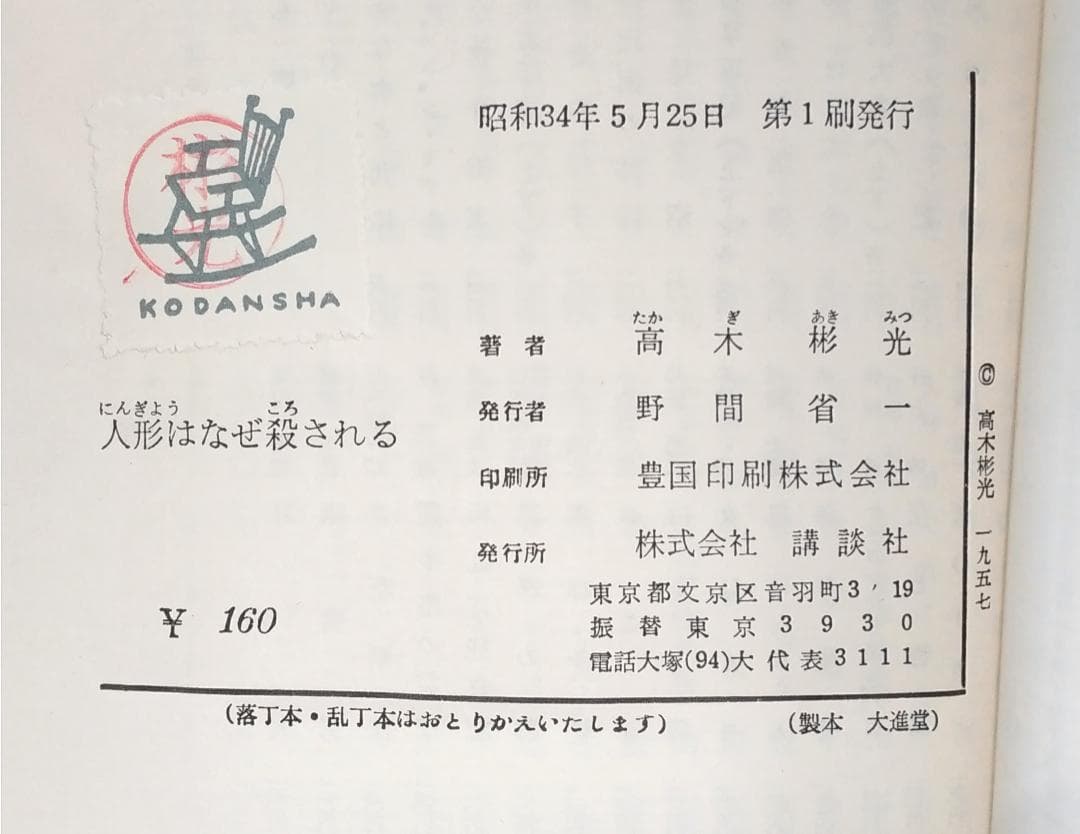 昭和34年5月25日　第1刷発行
彬光
KODANSHA
にんぎよう　ころ
人形はなぜ殺される
¥ 160
たか　ぎ　あき　みつ
著者　高木彬光
発行者　野間省一
印刷所　豊国印刷株式会社
発行所　株式会社　講談社
東京都文京区音羽町3ノ19
振替東京3930
電話大塚(94)大代表3111
© 高木彬光　一九五七
(落丁本・乱丁本はおとりかえいたします)
(製本　大進堂)